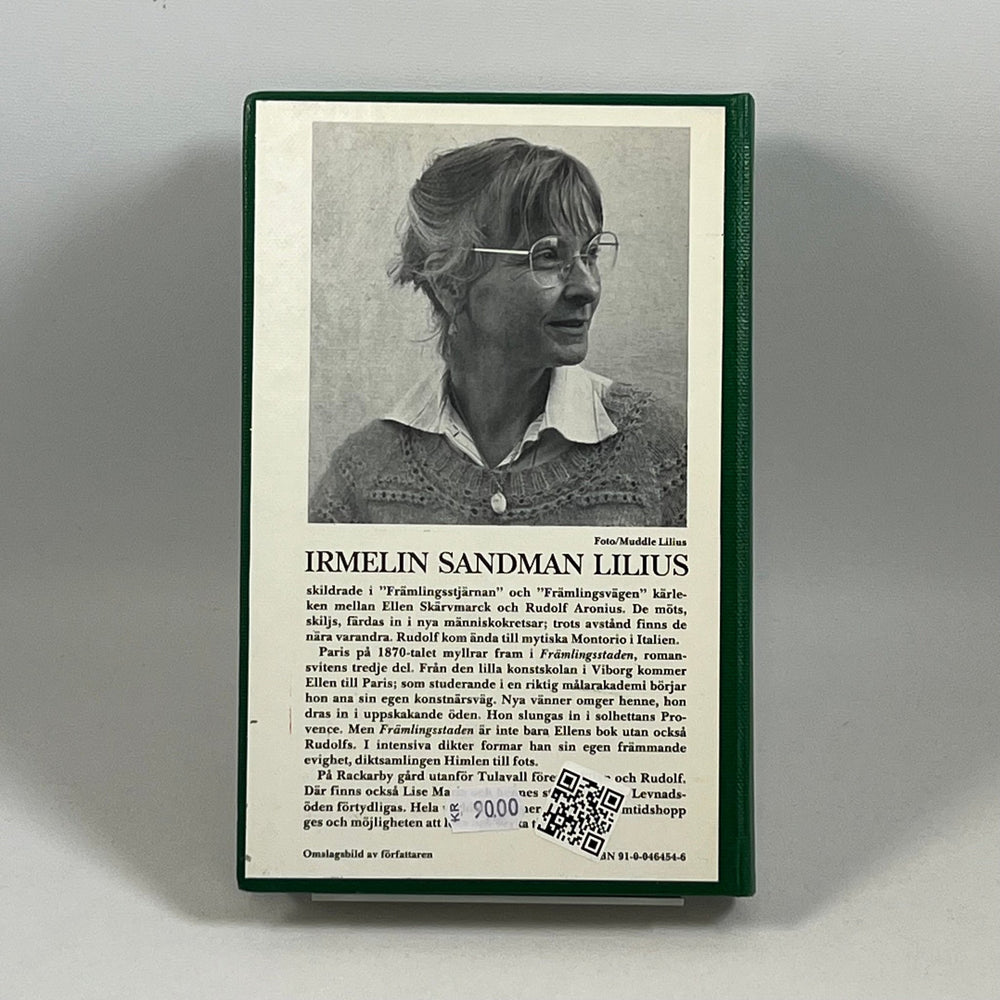 Foto/Muddle Lilius
IRMELIN SANDMAN LILIUS
skildrade i ”Främlingsstjärnan” och ”Främlingsvägen” kärle-
ken mellan Ellen Skärvmarck och Rudolf Aronius. De möts,
skiljs, färdas in i nya människokretsar; trots avstånd finns de
nära varandra. Rudolf kom ända till mytiska Montorio i Italien.
Paris på 1870-talet myllrar fram i Främlingsstaden, roman-
svitens tredje del. Från den lilla konstskolan i Viborg kommer
Ellen till Paris; som studerande i en riktig målarakademi börjar
hon ana sin egen konstnärsväg. Nya vänner omger henne, hon
dras in i uppskakande öden. Hon slungas in i solhettans Pro-
vence. Men Främlingsstaden är inte bara Ellens bok utan också
Rudolfs. I intensiva dikter formar han sin egen främmande
evighet, diktsamlingen Himlen till fots.
På Rackarby gård utanför Tulavall och Rudolf.
Där finns också Lise Levnads-
öden förtydligas. Hela mtidshopp
ges och möjligheten att
KR 90.00
Omslagsbild av författaren
91-0-046454-6